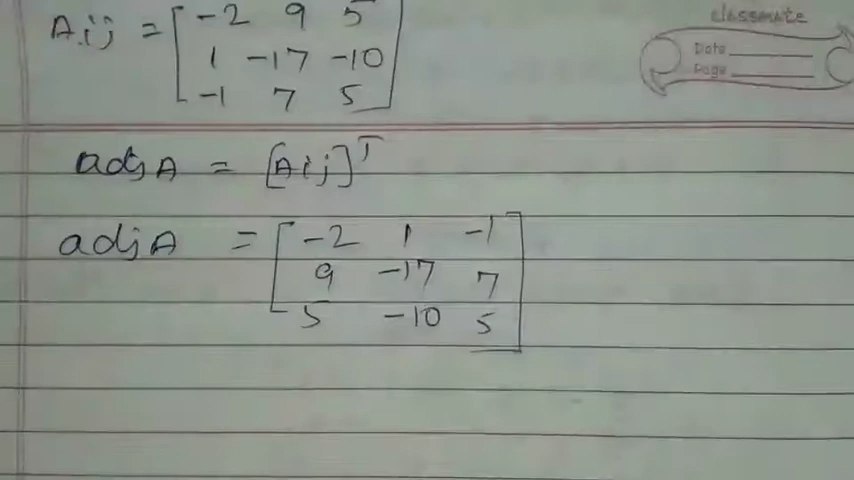 classmate
Date
Page
Aij = [ -2 9 5
1 -17 -10
-1 7 5 ]
adjA = [Aij]ᵀ
adjA = [ -2 1 -1
9 -17 7
5 -10 5 ]